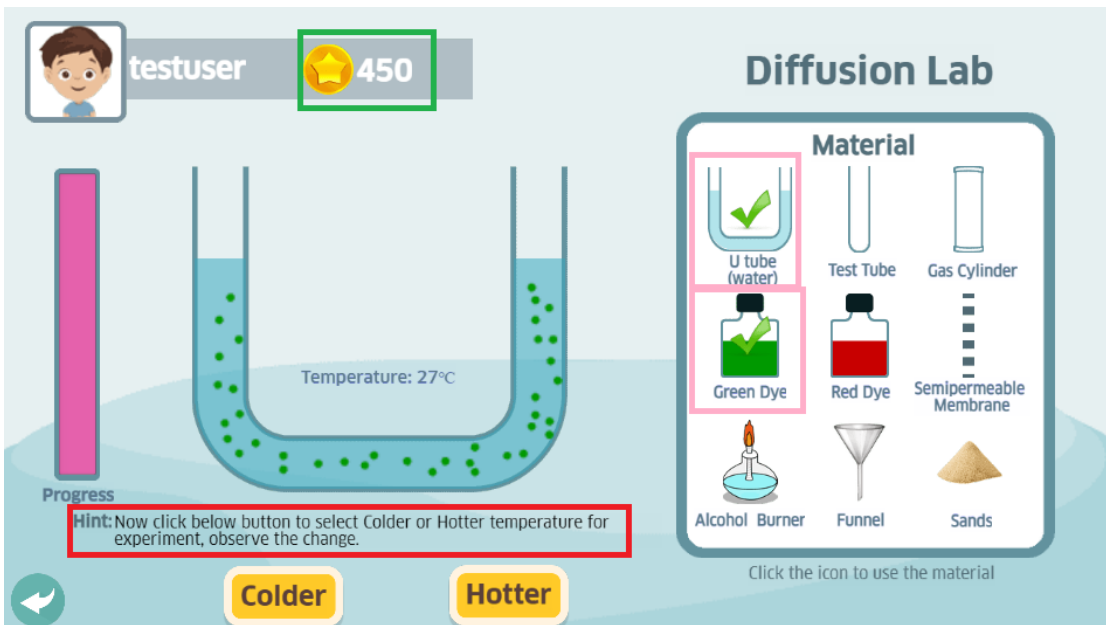 testuser
450
Diffusion Lab
Material
U tube
(water)
Test Tube
Gas Cylinder
Green Dye
Red Dye
Semipermeable
Membrane
Alcohol Burner
Funnel
Sands
Click the icon to use the material
Temperature: 27°C
Progress
Hint: Now click below button to select Colder or Hotter temperature for
experiment, observe the change.
Colder
Hotter